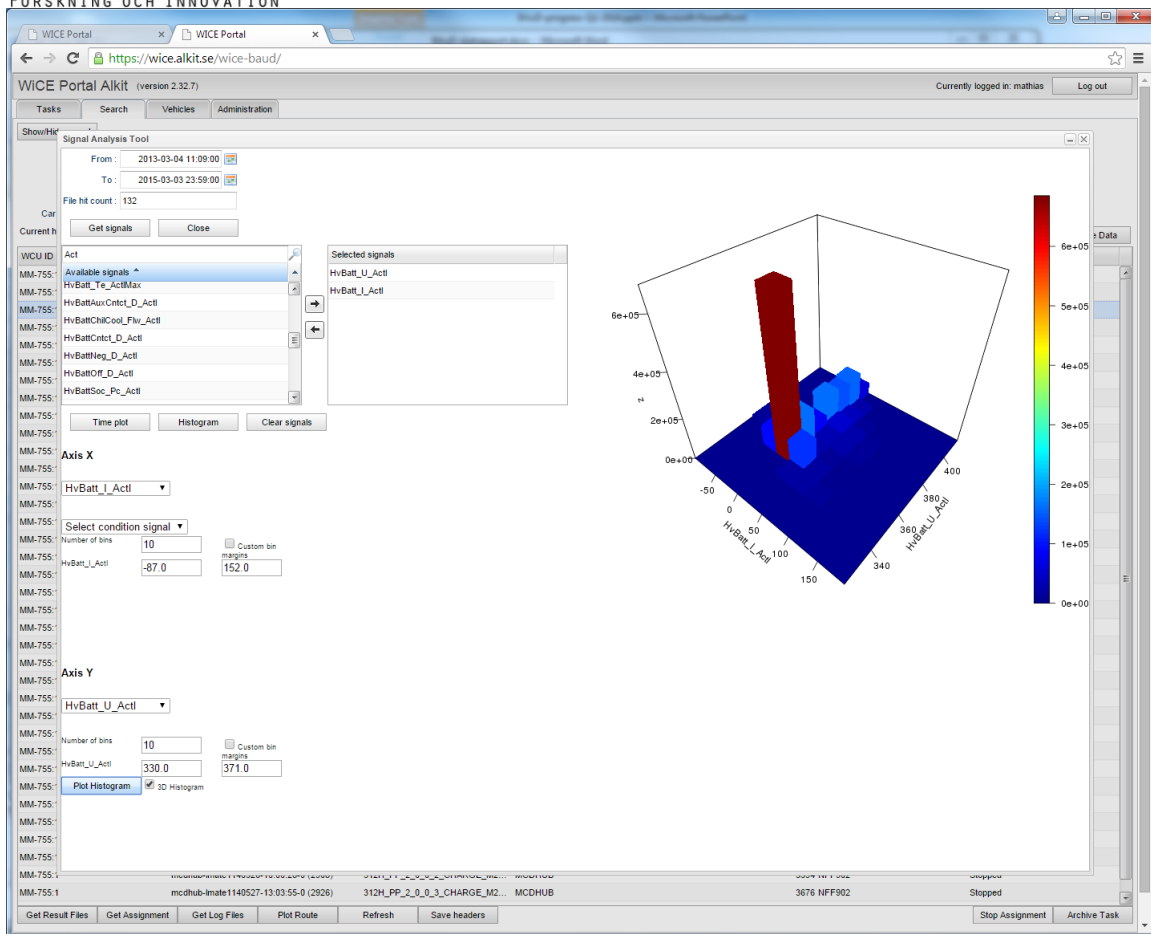 FORSKNING OCH INNOVATION
WICE Portal
WICE Portal
https://wice.alkit.se/wice-baud/
WiCE Portal Alkit (version 2.32.7)
Currently logged in: mathias
Log out
Tasks
Search
Vehicles
Administration
Show/Hid
Signal Analysis Tool
From :
2013-03-04 11:09:00
To :
2015-03-03 23:59:00
File hit count :
132
Car
Current h
Get signals
Close
e Data
WCU ID
Act
Selected signals
Available signals
HvBatt_Te_ActlMax
HvBattAuxCntct_D_Actl
HvBattChilCool_Flw_Actl
HvBattCntct_D_Actl
HvBattNeg_D_Actl
HvBattOff_D_Actl
HvBattSoc_Pc_Actl
HvBatt_U_Actl
HvBatt_I_Actl
Time plot
Histogram
Clear signals
Axis X
HvBatt_I_Actl
Select condition signal
Number of bins
10
Custom bin
margins
HvBatt_I_Actl
-87.0
152.0
Axis Y
HvBatt_U_Actl
Number of bins
10
Custom bin
margins
HvBatt_U_Actl
330.0
371.0
Plot Histogram
3D Histogram
6e+05
4e+05
z
2e+05
0e+00
-50
0
50
100
150
HvBatt_I_Actl
340
360
380
400
HvBatt_U_Actl
6e+05
5e+05
4e+05
3e+05
2e+05
1e+05
0e+00
MM-755:1
mcdhub-lmate1140527-13:03:55-0 (2926)
312H_PP_2_0_0_3_CHARGE_M2...
MCDHUB
3676 NFF902
Stopped
Get Result Files
Get Assignment
Get Log Files
Plot Route
Refresh
Save headers
Stop Assignment
Archive Task